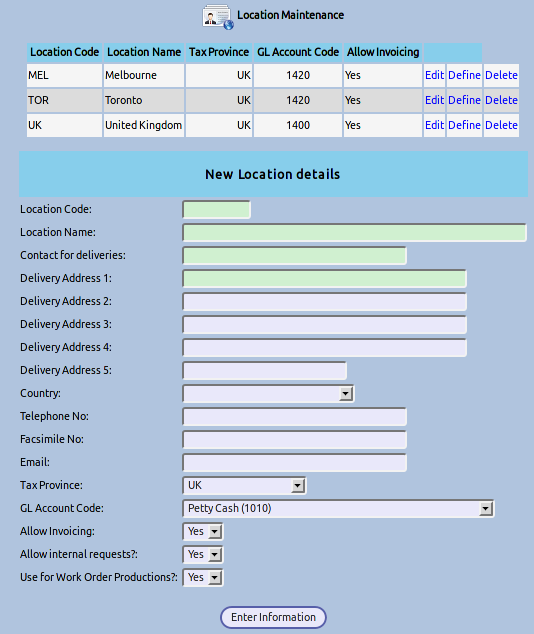 Location Maintenance
Location Code Location Name Tax Province GL Account Code Allow Invoicing
MEL Melbourne UK 1420 Yes Edit Define Delete
TOR Toronto UK 1420 Yes Edit Define Delete
UK United Kingdom UK 1400 Yes Edit Define Delete
New Location details
Location Code:
Location Name:
Contact for deliveries:
Delivery Address 1:
Delivery Address 2:
Delivery Address 3:
Delivery Address 4:
Delivery Address 5:
Country:
Telephone No:
Facsimile No:
Email:
Tax Province: UK
GL Account Code: Petty Cash (1010)
Allow Invoicing: Yes
Allow internal requests?: Yes
Use for Work Order Productions?: Yes
Enter Information